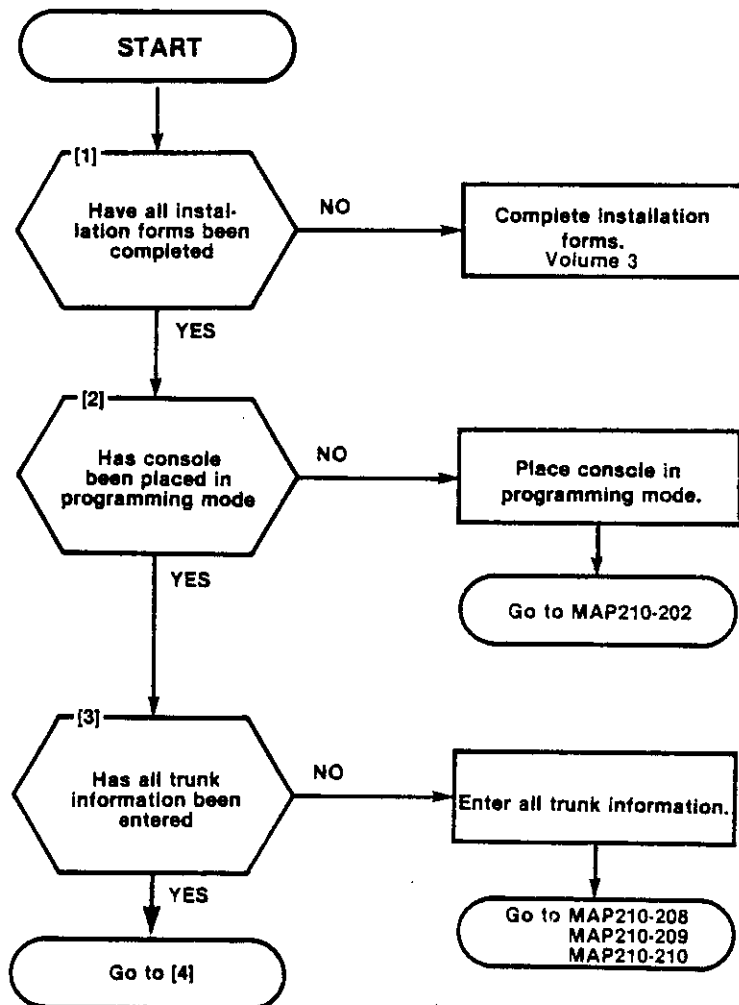 START
[1]
Have all instal-
lation forms been
completed
NO
Complete installation
forms.
Volume 3
YES
[2]
Has console
been placed in
programming mode
NO
Place console in
programming mode.
YES
Go to MAP210-202
[3]
Has all trunk
information been
entered
NO
Enter all trunk information.
YES
Go to MAP210-208
MAP210-209
MAP210-210
Go to [4]